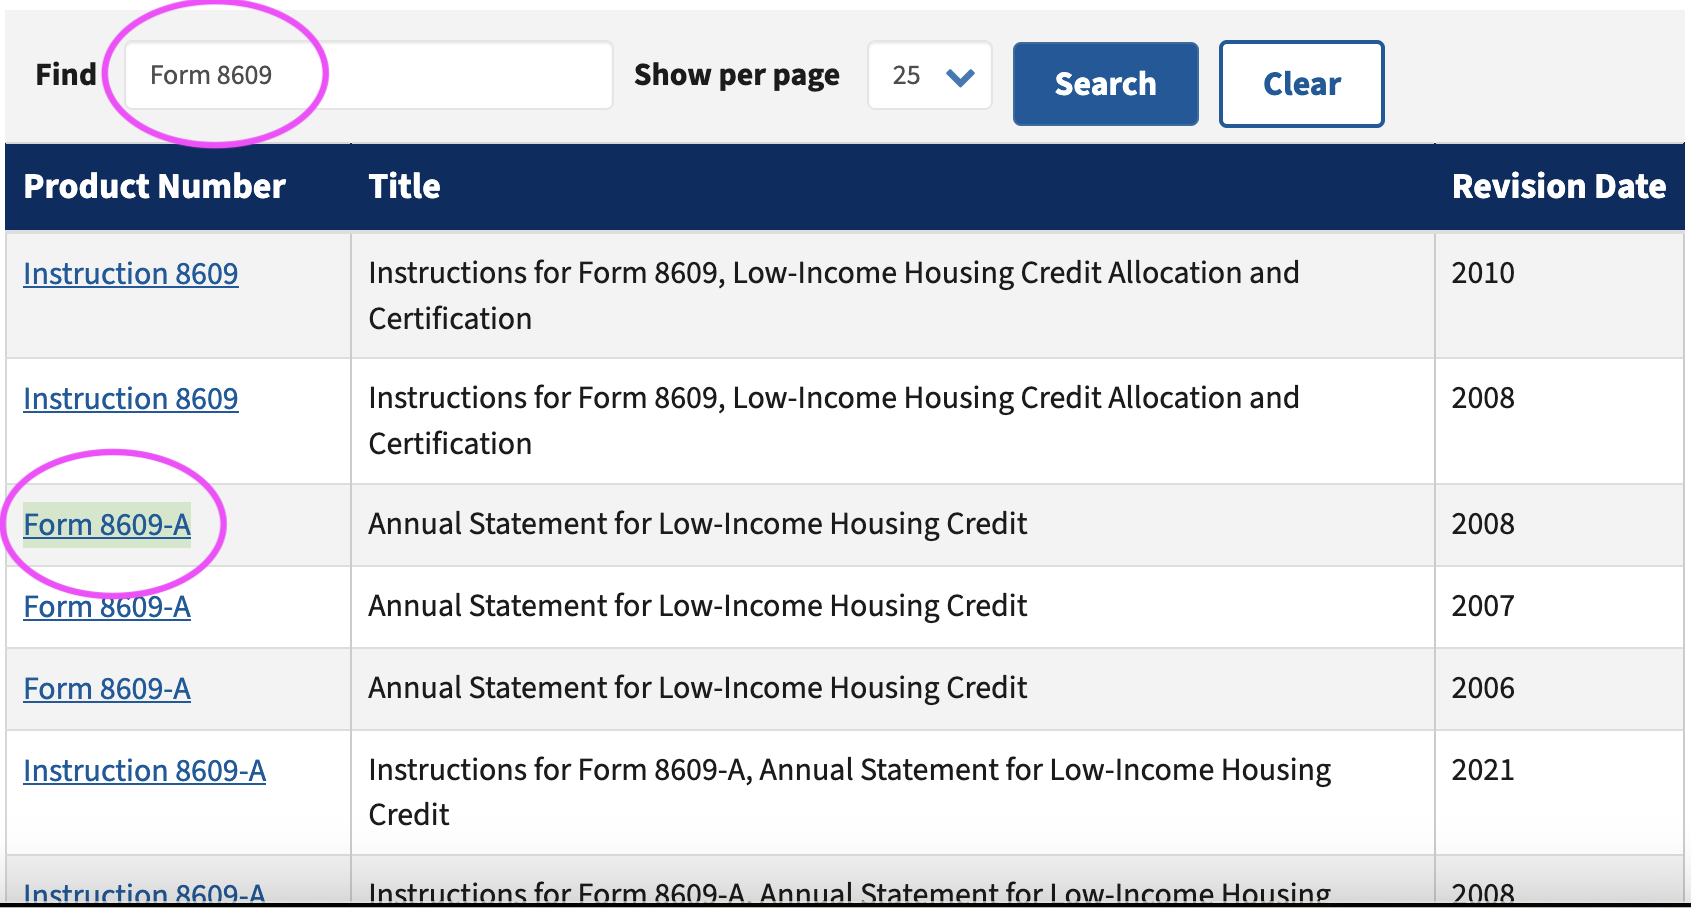 Find Form 8609 Show per page 25 Search Clear
Product Number Title Revision Date
Instruction 8609 Instructions for Form 8609, Low-Income Housing Credit Allocation and 2010
Certification
Instruction 8609 Instructions for Form 8609, Low-Income Housing Credit Allocation and 2008
Certification
Form 8609-A Annual Statement for Low-Income Housing Credit 2008
Form 8609-A Annual Statement for Low-Income Housing Credit 2007
Form 8609-A Annual Statement for Low-Income Housing Credit 2006
Instruction 8609-A Instructions for Form 8609-A, Annual Statement for Low-Income Housing 2021
Credit
Instruction 8609-A Instructions for Form 8609-A, Annual Statement for Low-Income Housing 2008